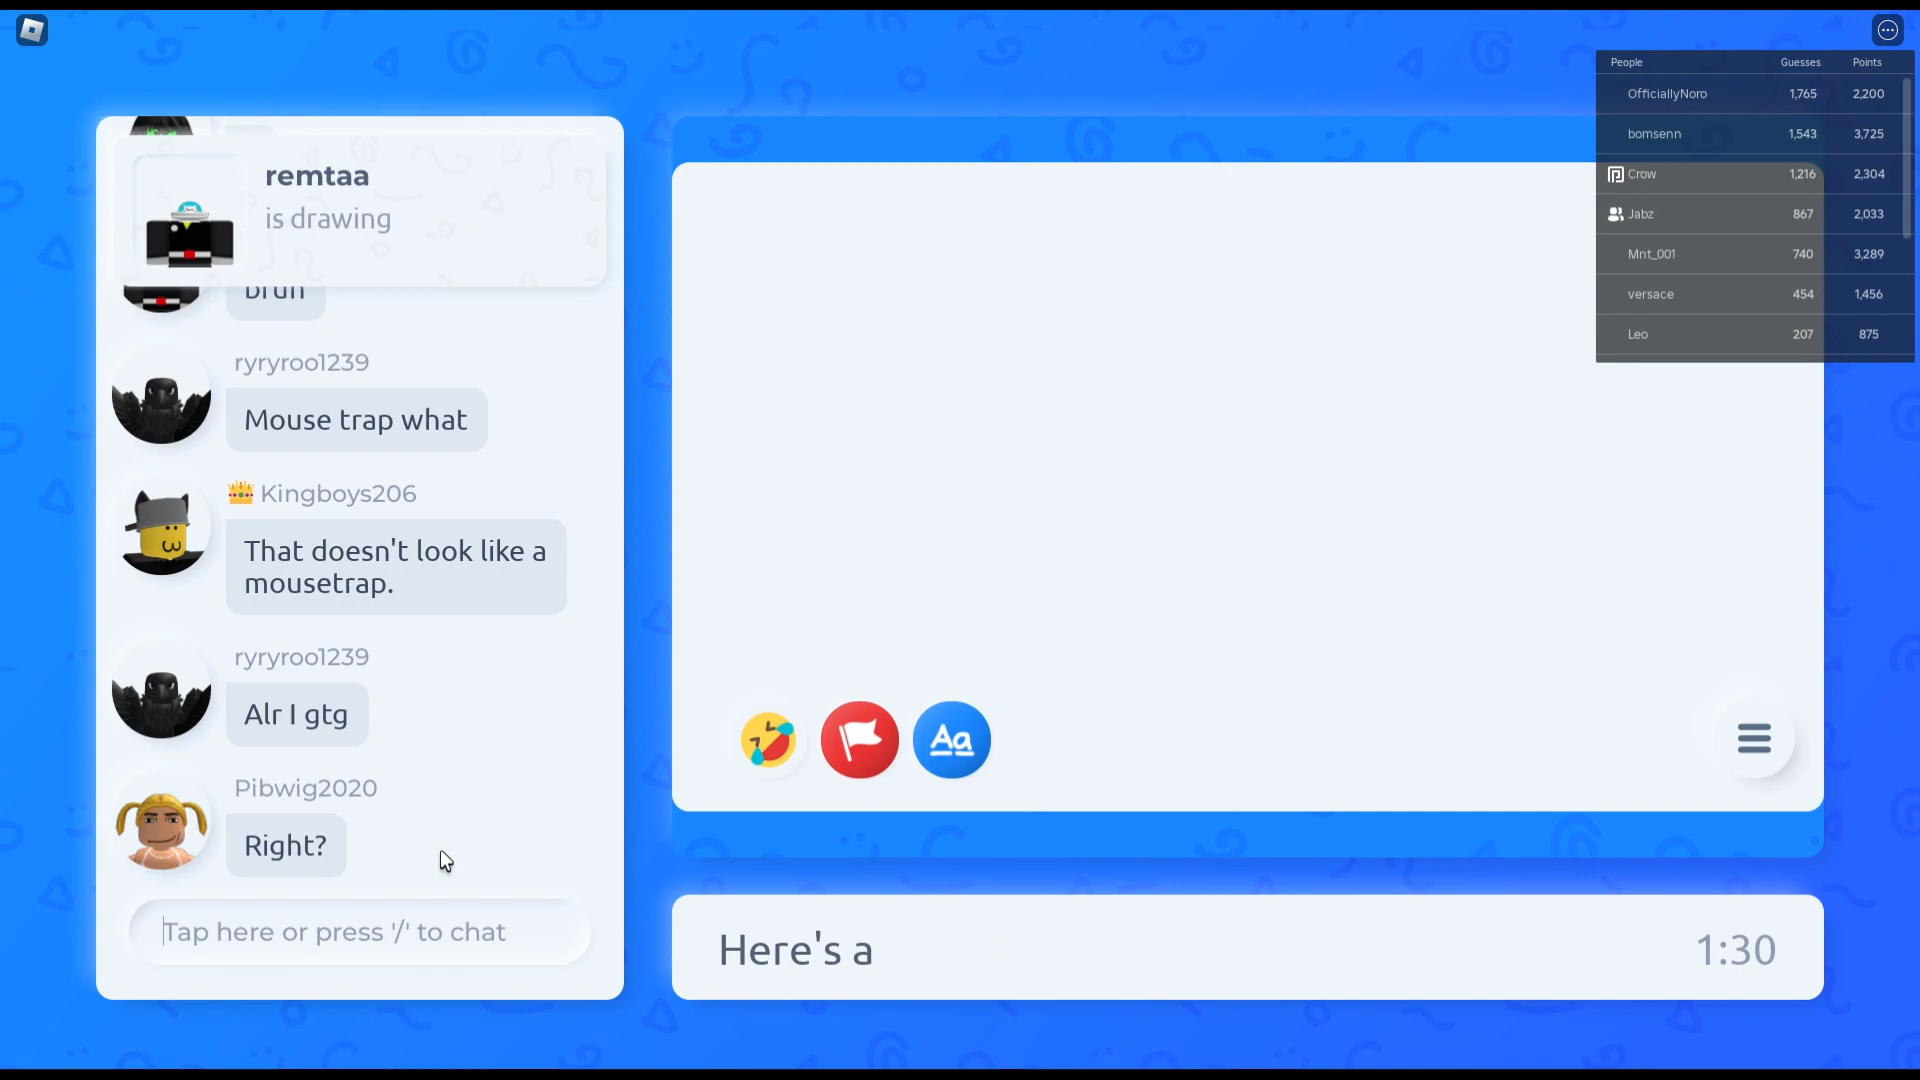 People Guesses Points
OfficiallyNoro 1,765 2,200
bomsenn 1,543 3,725
Crow 1,216 2,304
Jabz 867 2,033
Mnt_001 740 3,289
versace 454 1,456
Leo 207 875
remtaa
is drawing
bruh
ryryroo1239
Mouse trap what
Kingboys206
That doesn't look like a
mousetrap.
ryryroo1239
Alr I gtg
Pibwig2020
Right?
Tap here or press '/' to chat
Aa
Here's a
1:30